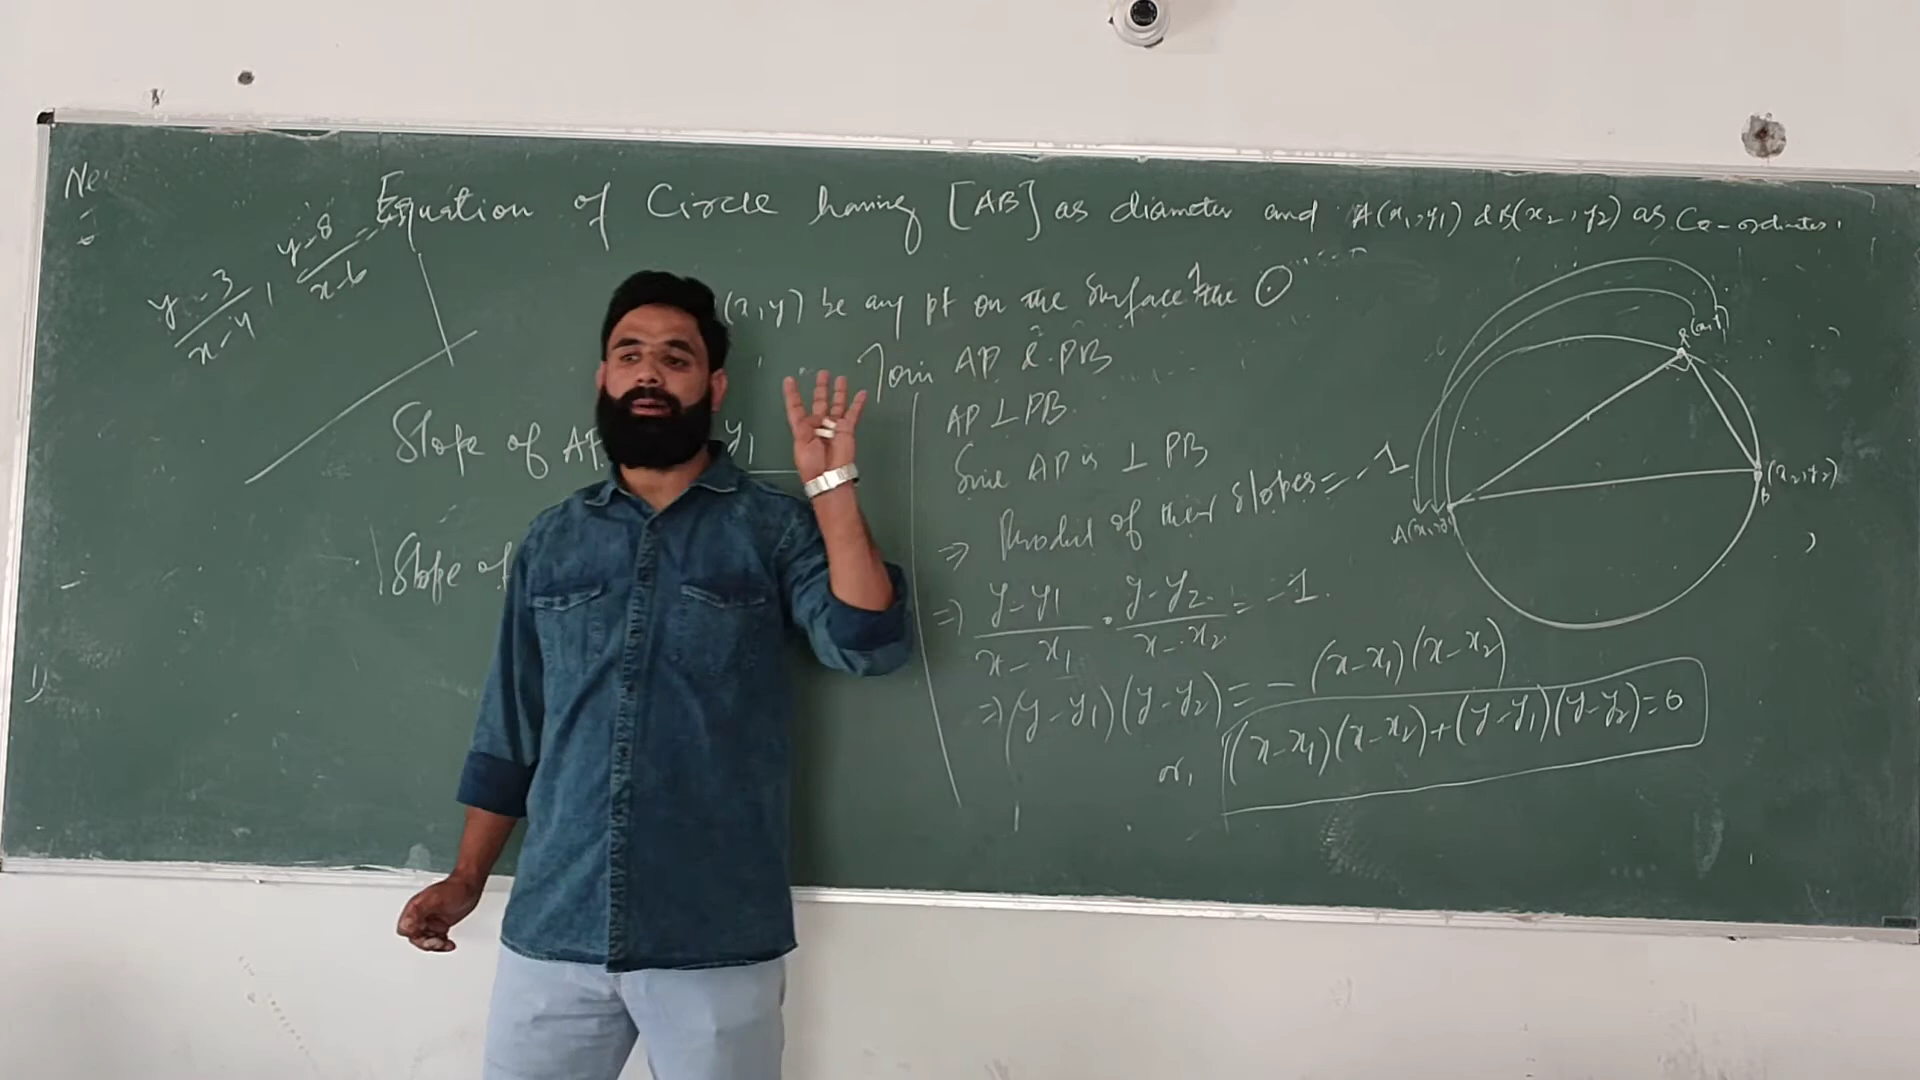 Ne
Equation of Circle having [AB] as diameter and A(x₁,y₁) & B(x₂,y₂) as Co-ordinates.
y-3/x-4, y-8/x-6
(x,y) be any pt on the Surface of the ⊙
Join AP & PB
Slope of AP y₁
AP ⊥ PB
Since AP is ⊥ PB
Slope of
⇒ Product of their slopes = -1
⇒ y-y₁/x-x₁ · y-y₂/x-x₂ = -1.
⇒ (y-y₁)(y-y₂) = -(x-x₁)(x-x₂)
or, (x-x₁)(x-x₂)+(y-y₁)(y-y₂)=0
(x₂,y₂)
B
1)